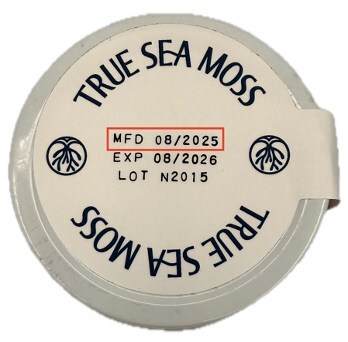 TRUE SEA MOSS
MFD 08/2025
EXP 08/2026
LOT N2015
TRUE SEA MOSS